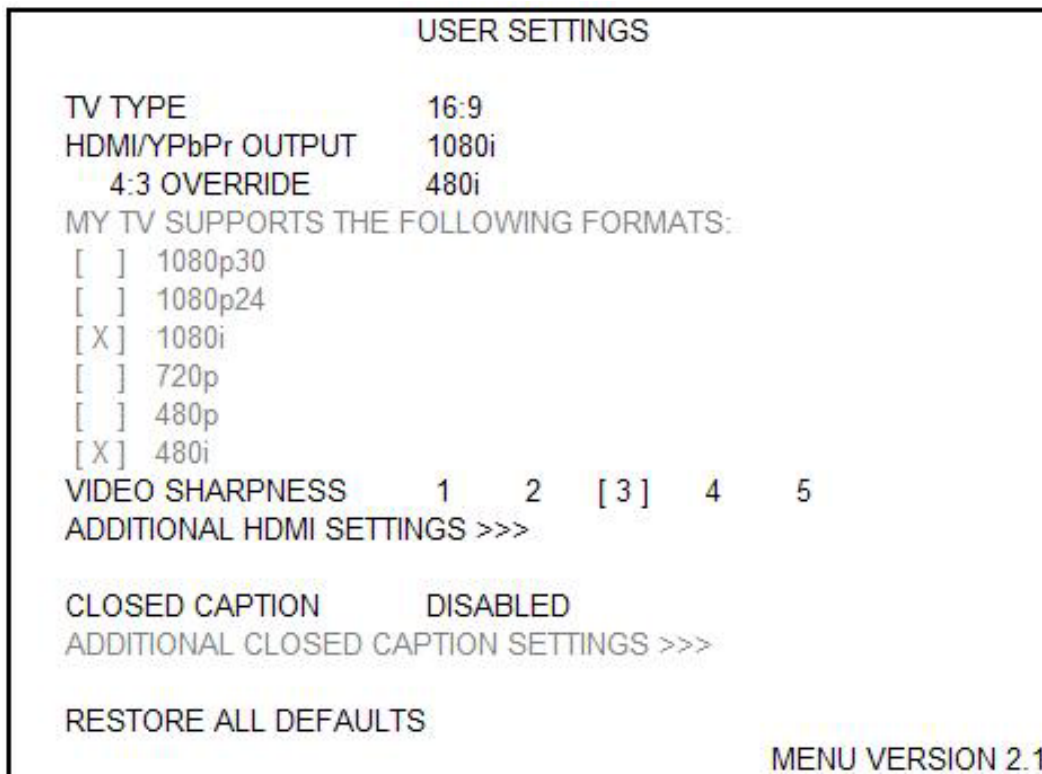 USER SETTINGS
TV TYPE 16:9
HDMI/YPbPr OUTPUT 1080i
4:3 OVERRIDE 480i
MY TV SUPPORTS THE FOLLOWING FORMATS:
[ ] 1080p30
[ ] 1080p24
[ X ] 1080i
[ ] 720p
[ ] 480p
[ X ] 480i
VIDEO SHARPNESS 1 2 [ 3 ] 4 5
ADDITIONAL HDMI SETTINGS >>>
CLOSED CAPTION DISABLED
ADDITIONAL CLOSED CAPTION SETTINGS >>>
RESTORE ALL DEFAULTS
MENU VERSION 2.1